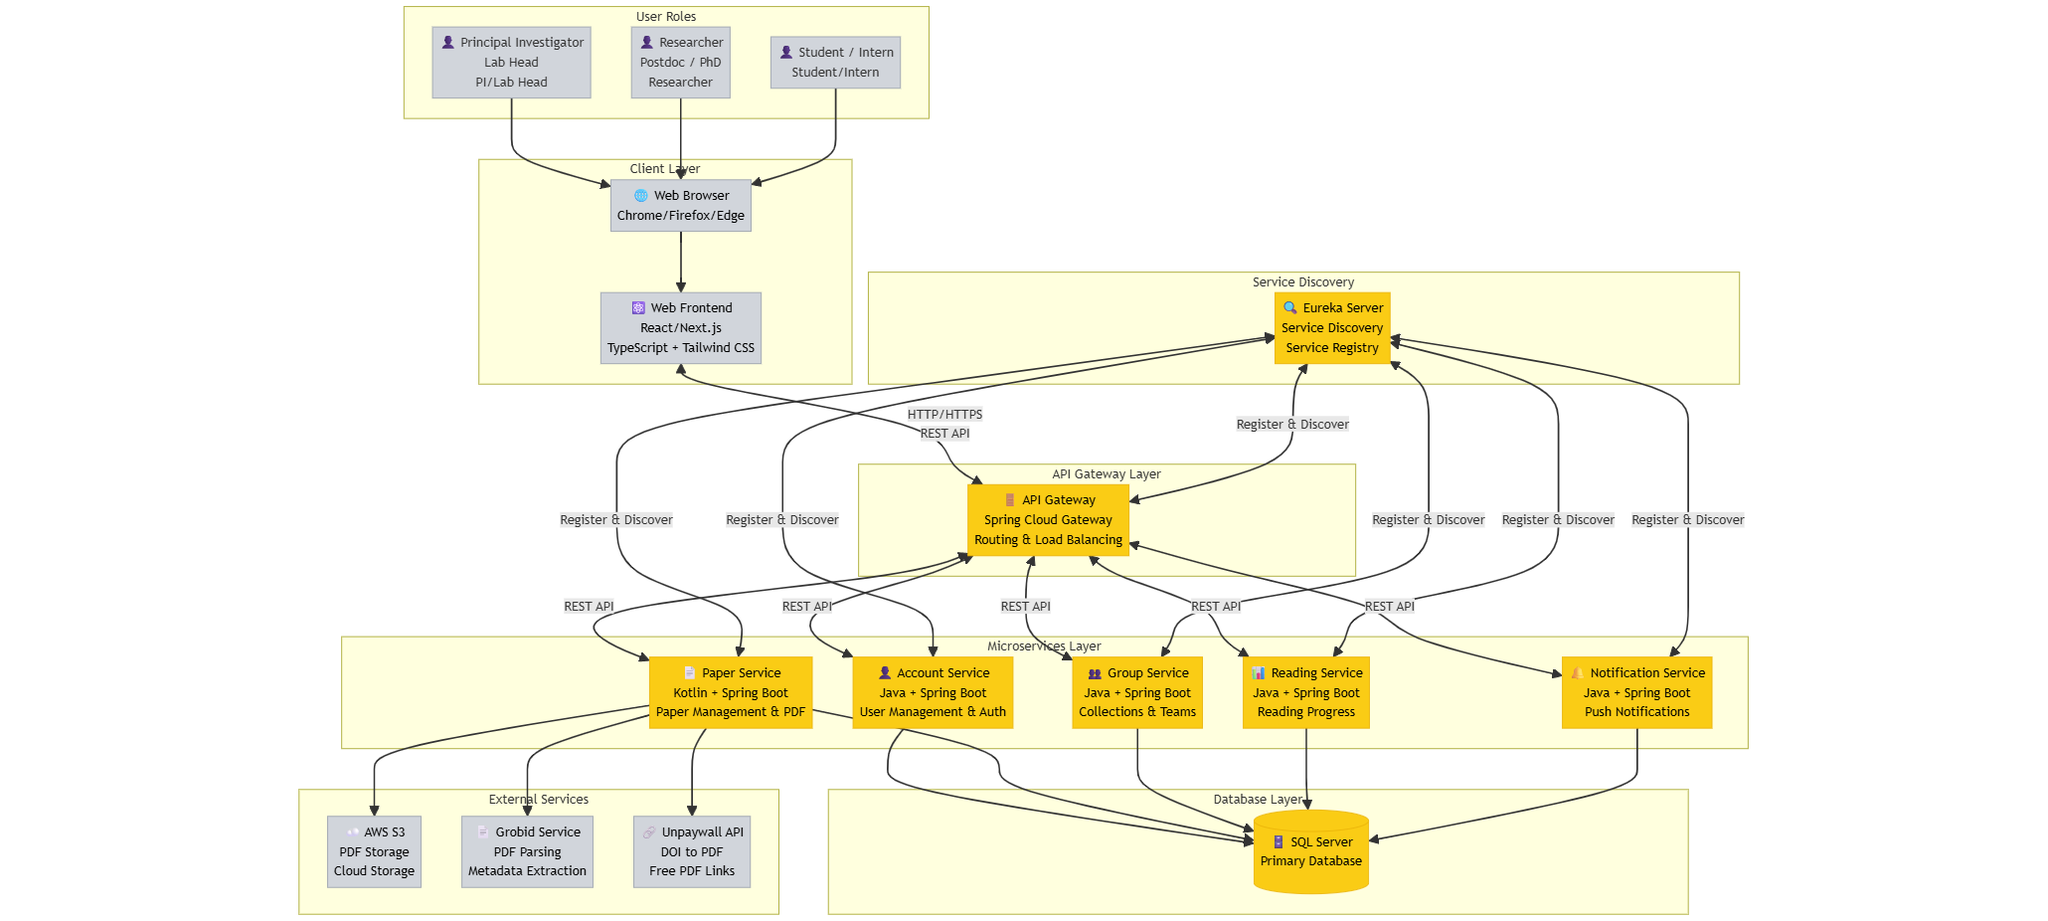 User Roles
👤 Principal Investigator
Lab Head
PI/Lab Head
👤 Researcher
Postdoc / PhD
Researcher
👤 Student / Intern
Student/Intern
Client Layer
🌐 Web Browser
Chrome/Firefox/Edge
⚛️ Web Frontend
React/Next.js
TypeScript + Tailwind CSS
Service Discovery
🔍 Eureka Server
Service Discovery
Service Registry
HTTP/HTTPS
REST API
Register & Discover
API Gateway Layer
🚪 API Gateway
Spring Cloud Gateway
Routing & Load Balancing
Register & Discover
Register & Discover
Register & Discover
Register & Discover
Register & Discover
REST API
REST API
REST API
REST API
REST API
Microservices Layer
📄 Paper Service
Kotlin + Spring Boot
Paper Management & PDF
👤 Account Service
Java + Spring Boot
User Management & Auth
👥 Group Service
Java + Spring Boot
Collections & Teams
📊 Reading Service
Java + Spring Boot
Reading Progress
🔔 Notification Service
Java + Spring Boot
Push Notifications
External Services
☁️ AWS S3
PDF Storage
Cloud Storage
📄 Grobid Service
PDF Parsing
Metadata Extraction
🔗 Unpaywall API
DOI to PDF
Free PDF Links
Database Layer
🗄️ SQL Server
Primary Database